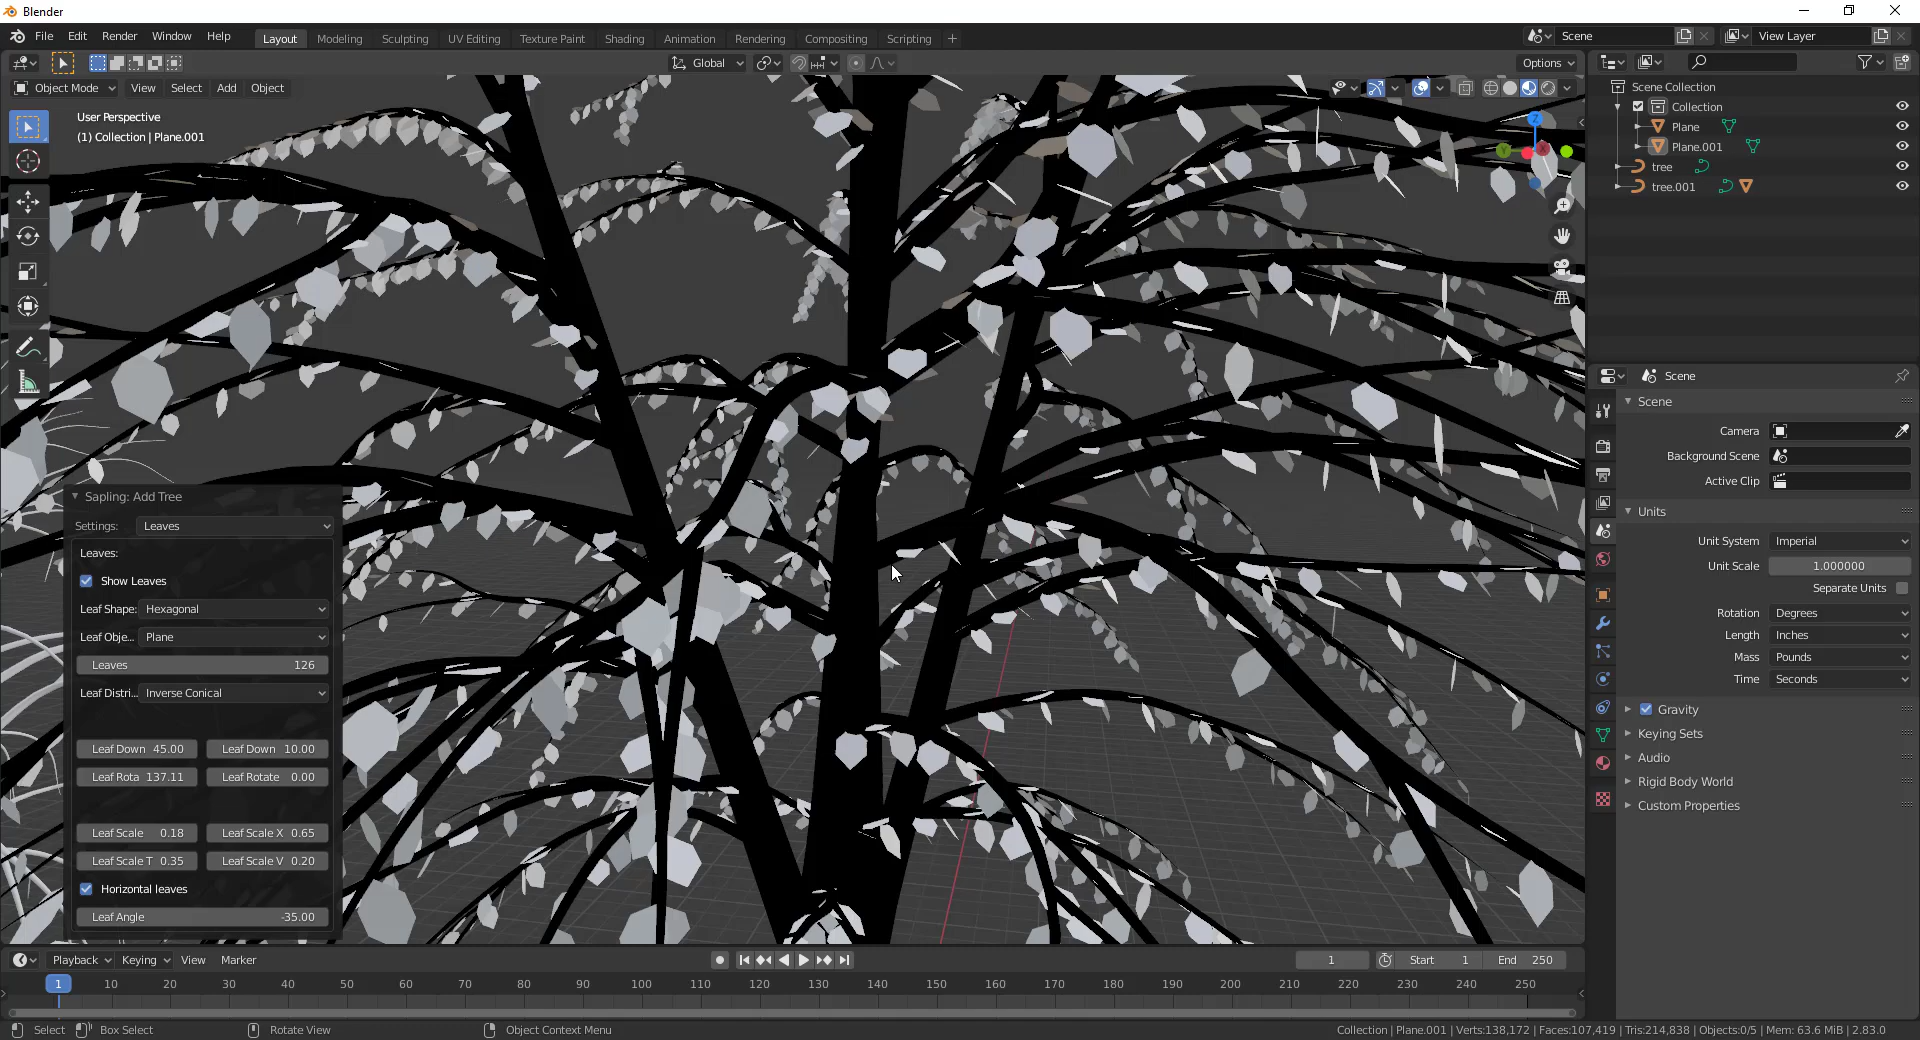 Blender
File Edit Render Window Help
Layout Modeling Sculpting UV Editing Texture Paint Shading Animation Rendering Compositing Scripting +
Scene
View Layer
Global
Options
Object Mode View Select Add Object
User Perspective
(1) Collection | Plane.001
Z
Y
X
Scene Collection
Collection
Plane
Plane.001
tree
tree.001
Scene
Scene
Camera
Background Scene
Active Clip
Units
Unit System Imperial
Unit Scale 1.000000
Separate Units
Rotation Degrees
Length Inches
Mass Pounds
Time Seconds
Gravity
Keying Sets
Audio
Rigid Body World
Custom Properties
Sapling: Add Tree
Settings: Leaves
Leaves:
Show Leaves
Leaf Shape: Hexagonal
Leaf Obje... Plane
Leaves 126
Leaf Distri... Inverse Conical
Leaf Down 45.00 Leaf Down 10.00
Leaf Rota 137.11 Leaf Rotate 0.00
Leaf Scale 0.18 Leaf Scale X 0.65
Leaf Scale T 0.35 Leaf Scale V 0.20
Horizontal leaves
Leaf Angle -35.00
Playback Keying View Marker
1 Start 1 End 250
1 10 20 30 40 50 60 70 80 90 100 110 120 130 140 150 160 170 180 190 200 210 220 230 240 250
Select Box Select Rotate View Object Context Menu
Collection | Plane.001 | Verts:138,172 | Faces:107,419 | Tris:214,838 | Objects:0/5 | Mem: 63.6 MiB | 2.83.0